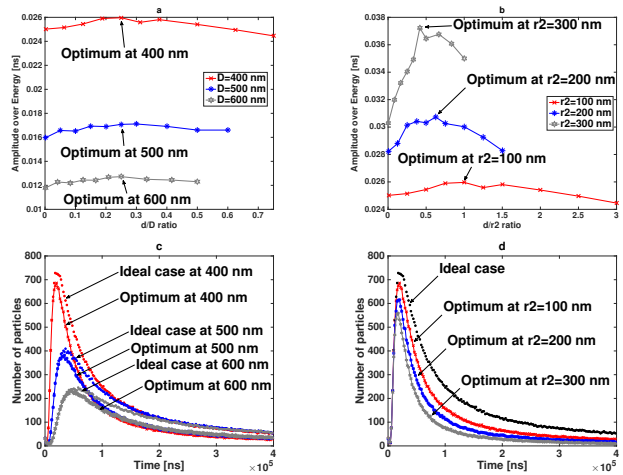 a
Amplitude over Energy [ns]
0.026
0.024
0.022
0.02
0.018
0.016
0.014
0.012
0.01
Optimum at 400 nm
D=400 nm
D=500 nm
D=600 nm
Optimum at 500 nm
Optimum at 600 nm
0 0.1 0.2 0.3 0.4 0.5 0.6 0.7
d/D ratio
b
Amplitude over Energy [ns]
0.038
0.036
0.034
0.032
0.03
0.028
0.026
0.024
Optimum at r2=300 nm
Optimum at r2=200 nm
r2=100 nm
r2=200 nm
r2=300 nm
Optimum at r2=100 nm
0 0.5 1 1.5 2 2.5 3
d/r2 ratio
c
Number of particles
800
700
600
500
400
300
200
100
0
Ideal case at 400 nm
Optimum at 400 nm
Ideal case at 500 nm
Optimum at 500 nm
Ideal case at 600 nm
Optimum at 600 nm
0 1 2 3 4
Time [ns]
×10^5
d
Number of particles
800
700
600
500
400
300
200
100
0
Ideal case
Optimum at r2=100 nm
Optimum at r2=200 nm
Optimum at r2=300 nm
0 1 2 3 4
Time [ns]
×10^5